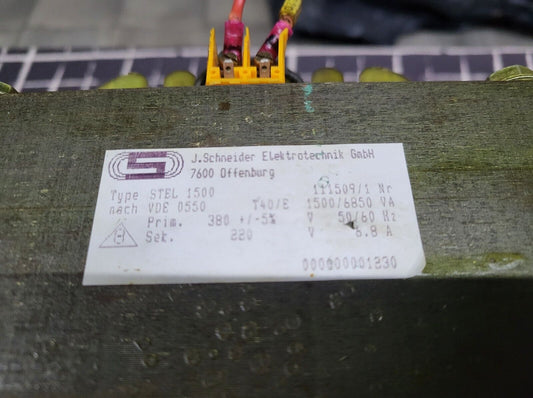 J.Schneider Elektrotechnik GmbH
7600 Offenburg
Type STEL 1500 111509/1 Nr
nach VDE 0550 T40/E 1500/6850 VA
Prim. 380 +/-5% V 50/60 Hz
Sek. 220 V 6.8 A
000000001230